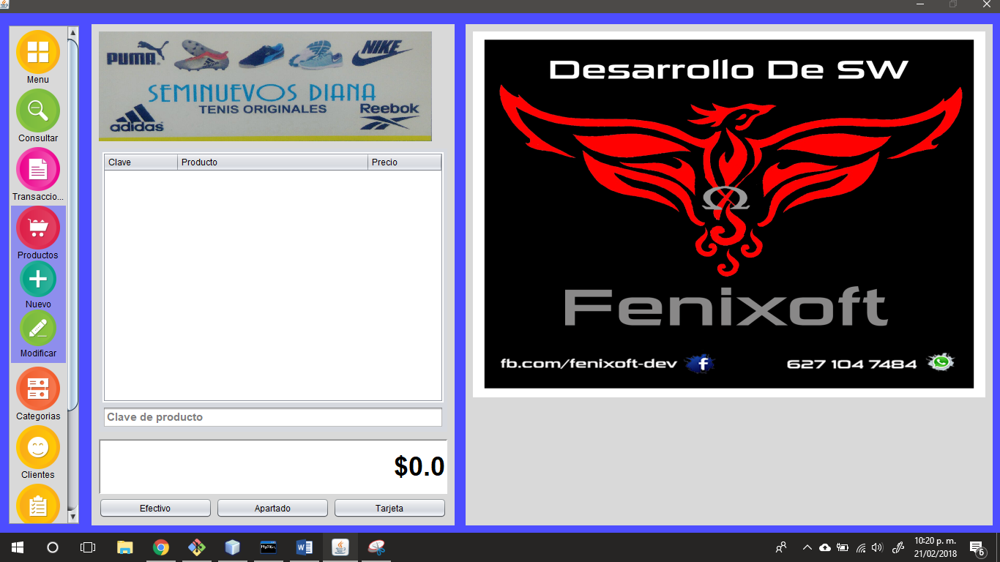 Menu
Consultar
Transaccio...
Productos
Nuevo
Modificar
Categorias
Clientes
PUMA
NIKE
SEMINUEVOS DIANA
TENIS ORIGINALES
adidas
Reebok
Clave Producto Precio
Clave de producto
$0.0
Efectivo Apartado Tarjeta
Desarrollo De SW
Ω
Fenixoft
fb.com/fenixoft-dev f 627 104 7484
MySQL
W
10:20 p. m.
21/02/2018
6